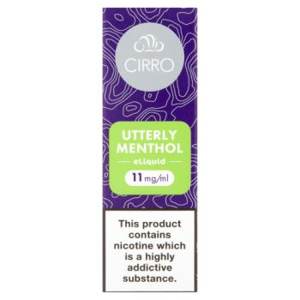 CIRRO
UTTERLY
MENTHOL
eLiquid
11 mg/ml
This product
contains
nicotine which
is a highly
addictive
substance.